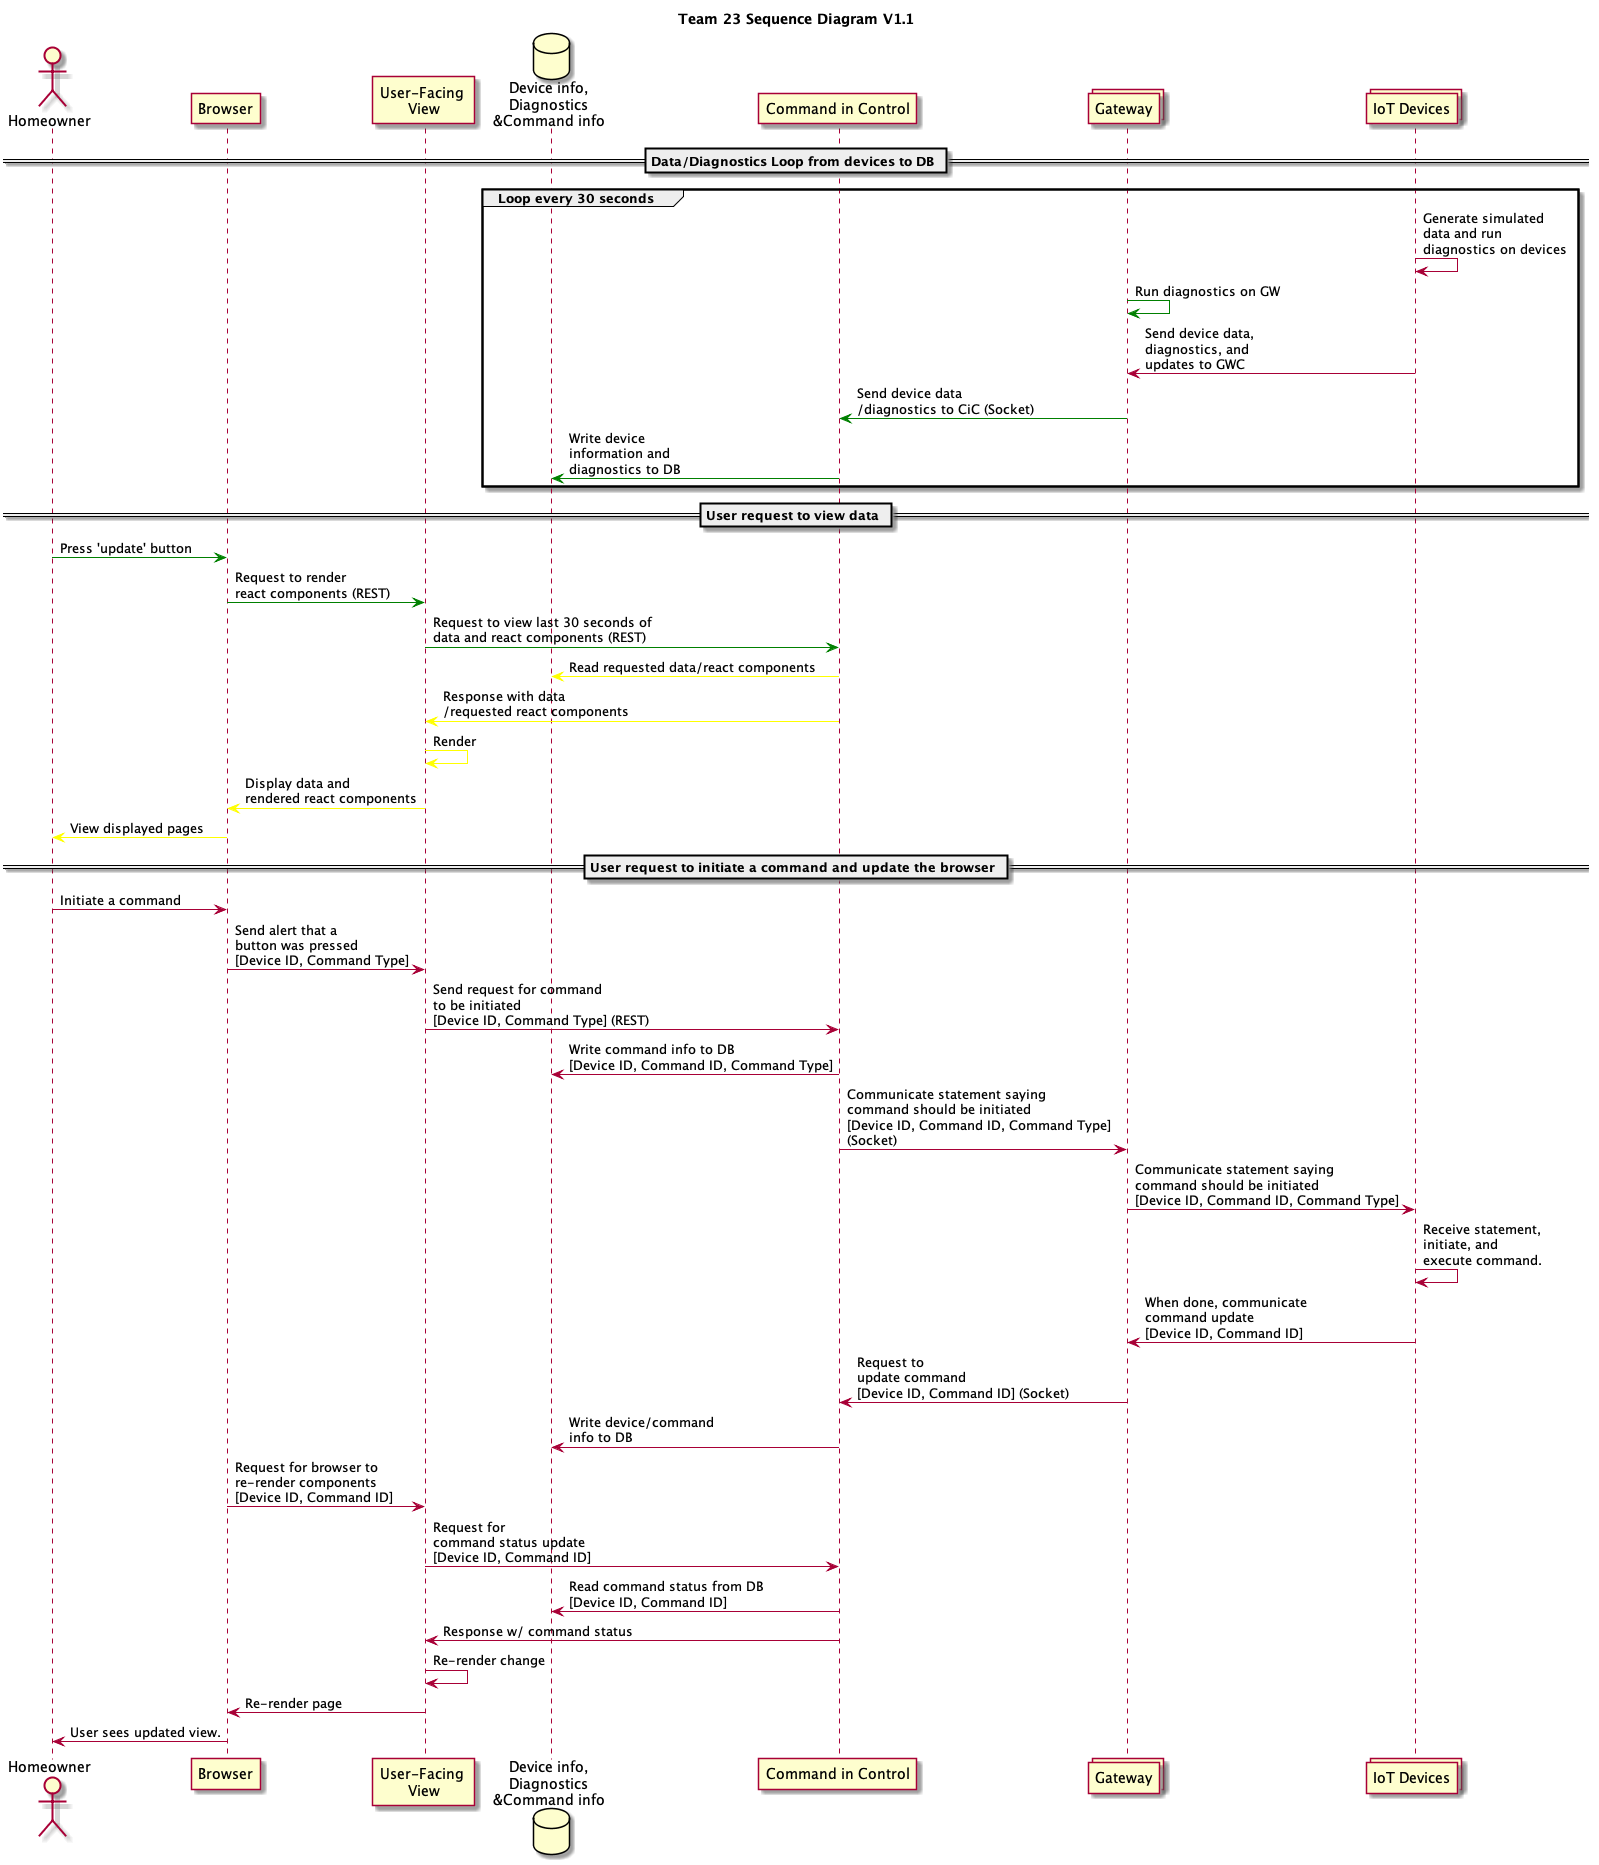 Team 23 Sequence Diagram V1.1
Homeowner
Browser
User-Facing
View
Device info,
Diagnostics
&Command info
Command in Control
Gateway
IoT Devices
Data/Diagnostics Loop from devices to DB
Loop every 30 seconds
Generate simulated
data and run
diagnostics on devices
Run diagnostics on GW
Send device data,
diagnostics, and
updates to GWC
Send device data
/diagnostics to CiC (Socket)
Write device
information and
diagnostics to DB
User request to view data
Press 'update' button
Request to render
react components (REST)
Request to view last 30 seconds of
data and react components (REST)
Read requested data/react components
Response with data
/requested react components
Render
Display data and
rendered react components
View displayed pages
User request to initiate a command and update the browser
Initiate a command
Send alert that a
button was pressed
[Device ID, Command Type]
Send request for command
to be initiated
[Device ID, Command Type] (REST)
Write command info to DB
[Device ID, Command ID, Command Type]
Communicate statement saying
command should be initiated
[Device ID, Command ID, Command Type]
(Socket)
Communicate statement saying
command should be initiated
[Device ID, Command ID, Command Type]
Receive statement,
initiate, and
execute command.
When done, communicate
command update
[Device ID, Command ID]
Request to
update command
[Device ID, Command ID] (Socket)
Write device/command
info to DB
Request for browser to
re-render components
[Device ID, Command ID]
Request for
command status update
[Device ID, Command ID]
Read command status from DB
[Device ID, Command ID]
Response w/ command status
Re-render change
Re-render page
User sees updated view.
Homeowner
Browser
User-Facing
View
Device info,
Diagnostics
&Command info
Command in Control
Gateway
IoT Devices